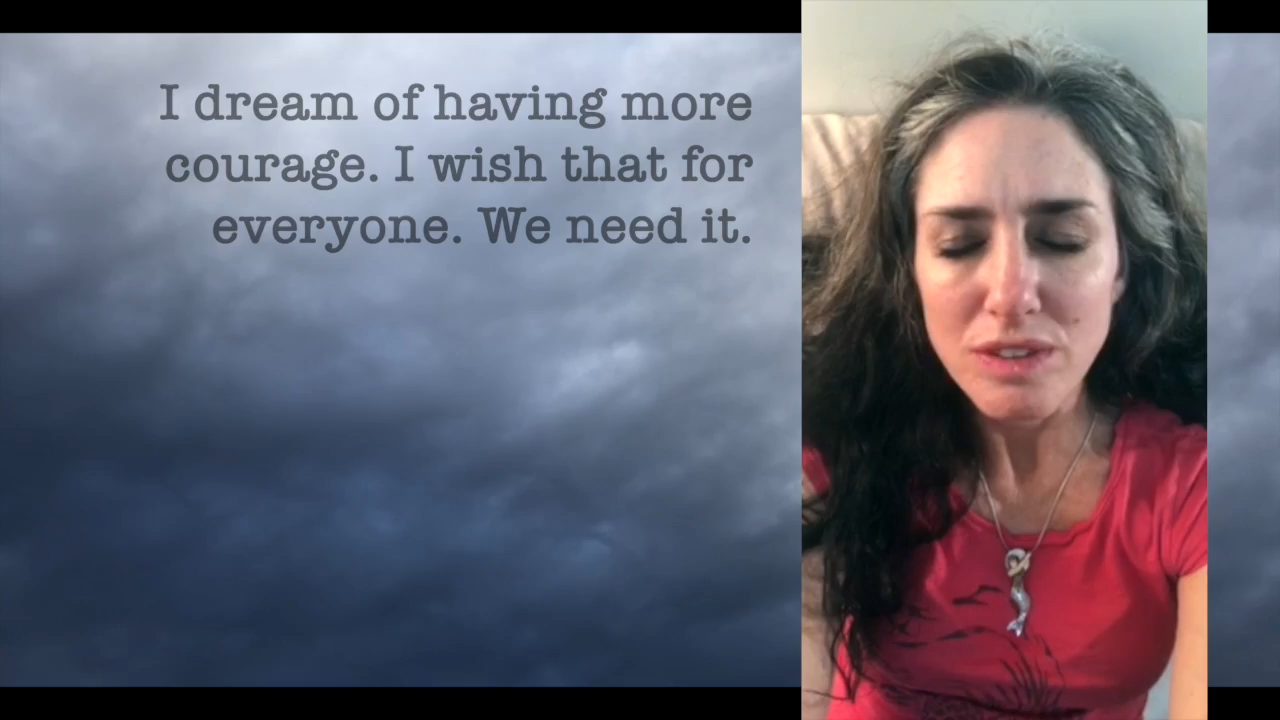 I dream of having more
courage. I wish that for
everyone. We need it.